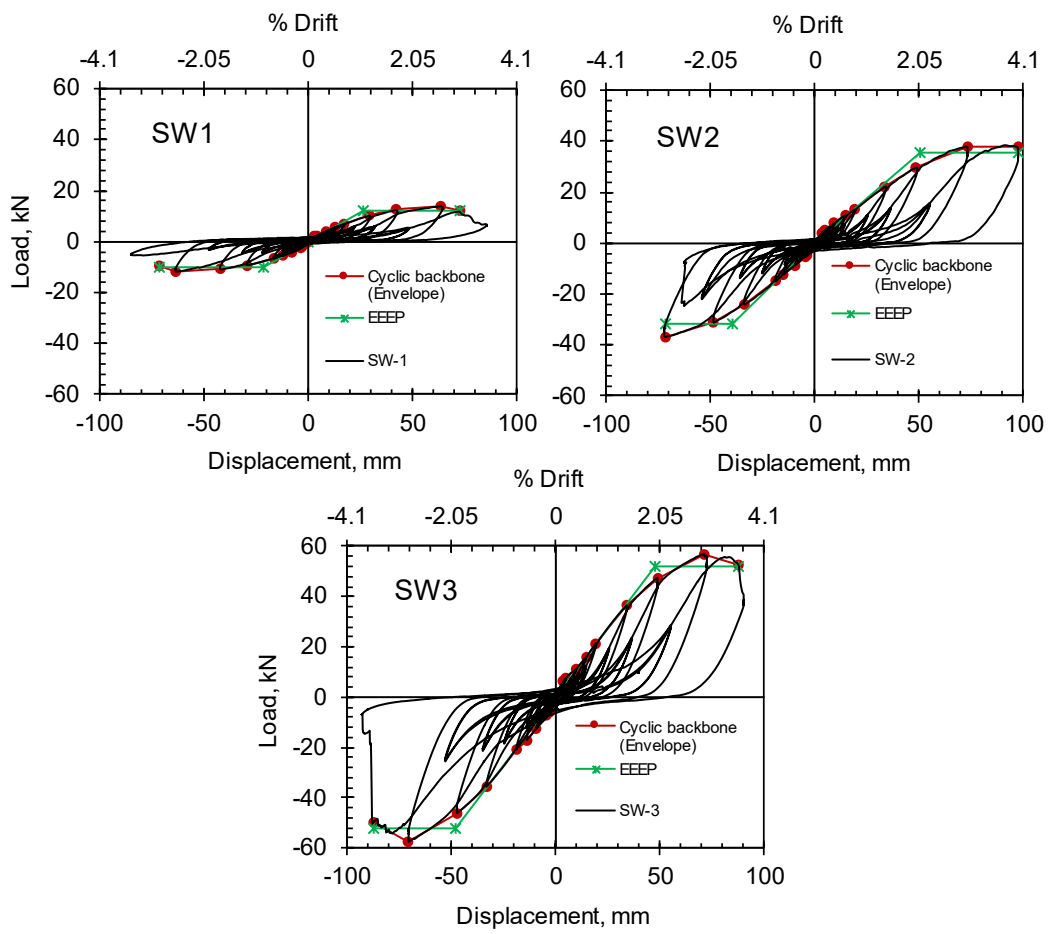 % Drift
-4.1 -2.05 0 2.05 4.1
60
40
20
0
-20
-40
-60
Load, kN
SW1
Cyclic backbone
(Envelope)
EEEP
SW-1
-100 -50 0 50 100
Displacement, mm
% Drift
-4.1 -2.05 0 2.05 4.1
60
40
20
0
-20
-40
-60
SW2
Cyclic backbone
(Envelope)
EEEP
SW-2
-100 -50 0 50 100
Displacement, mm
% Drift
-4.1 -2.05 0 2.05 4.1
60
40
20
0
-20
-40
-60
Load, kN
SW3
Cyclic backbone
(Envelope)
EEEP
SW-3
-100 -50 0 50 100
Displacement, mm